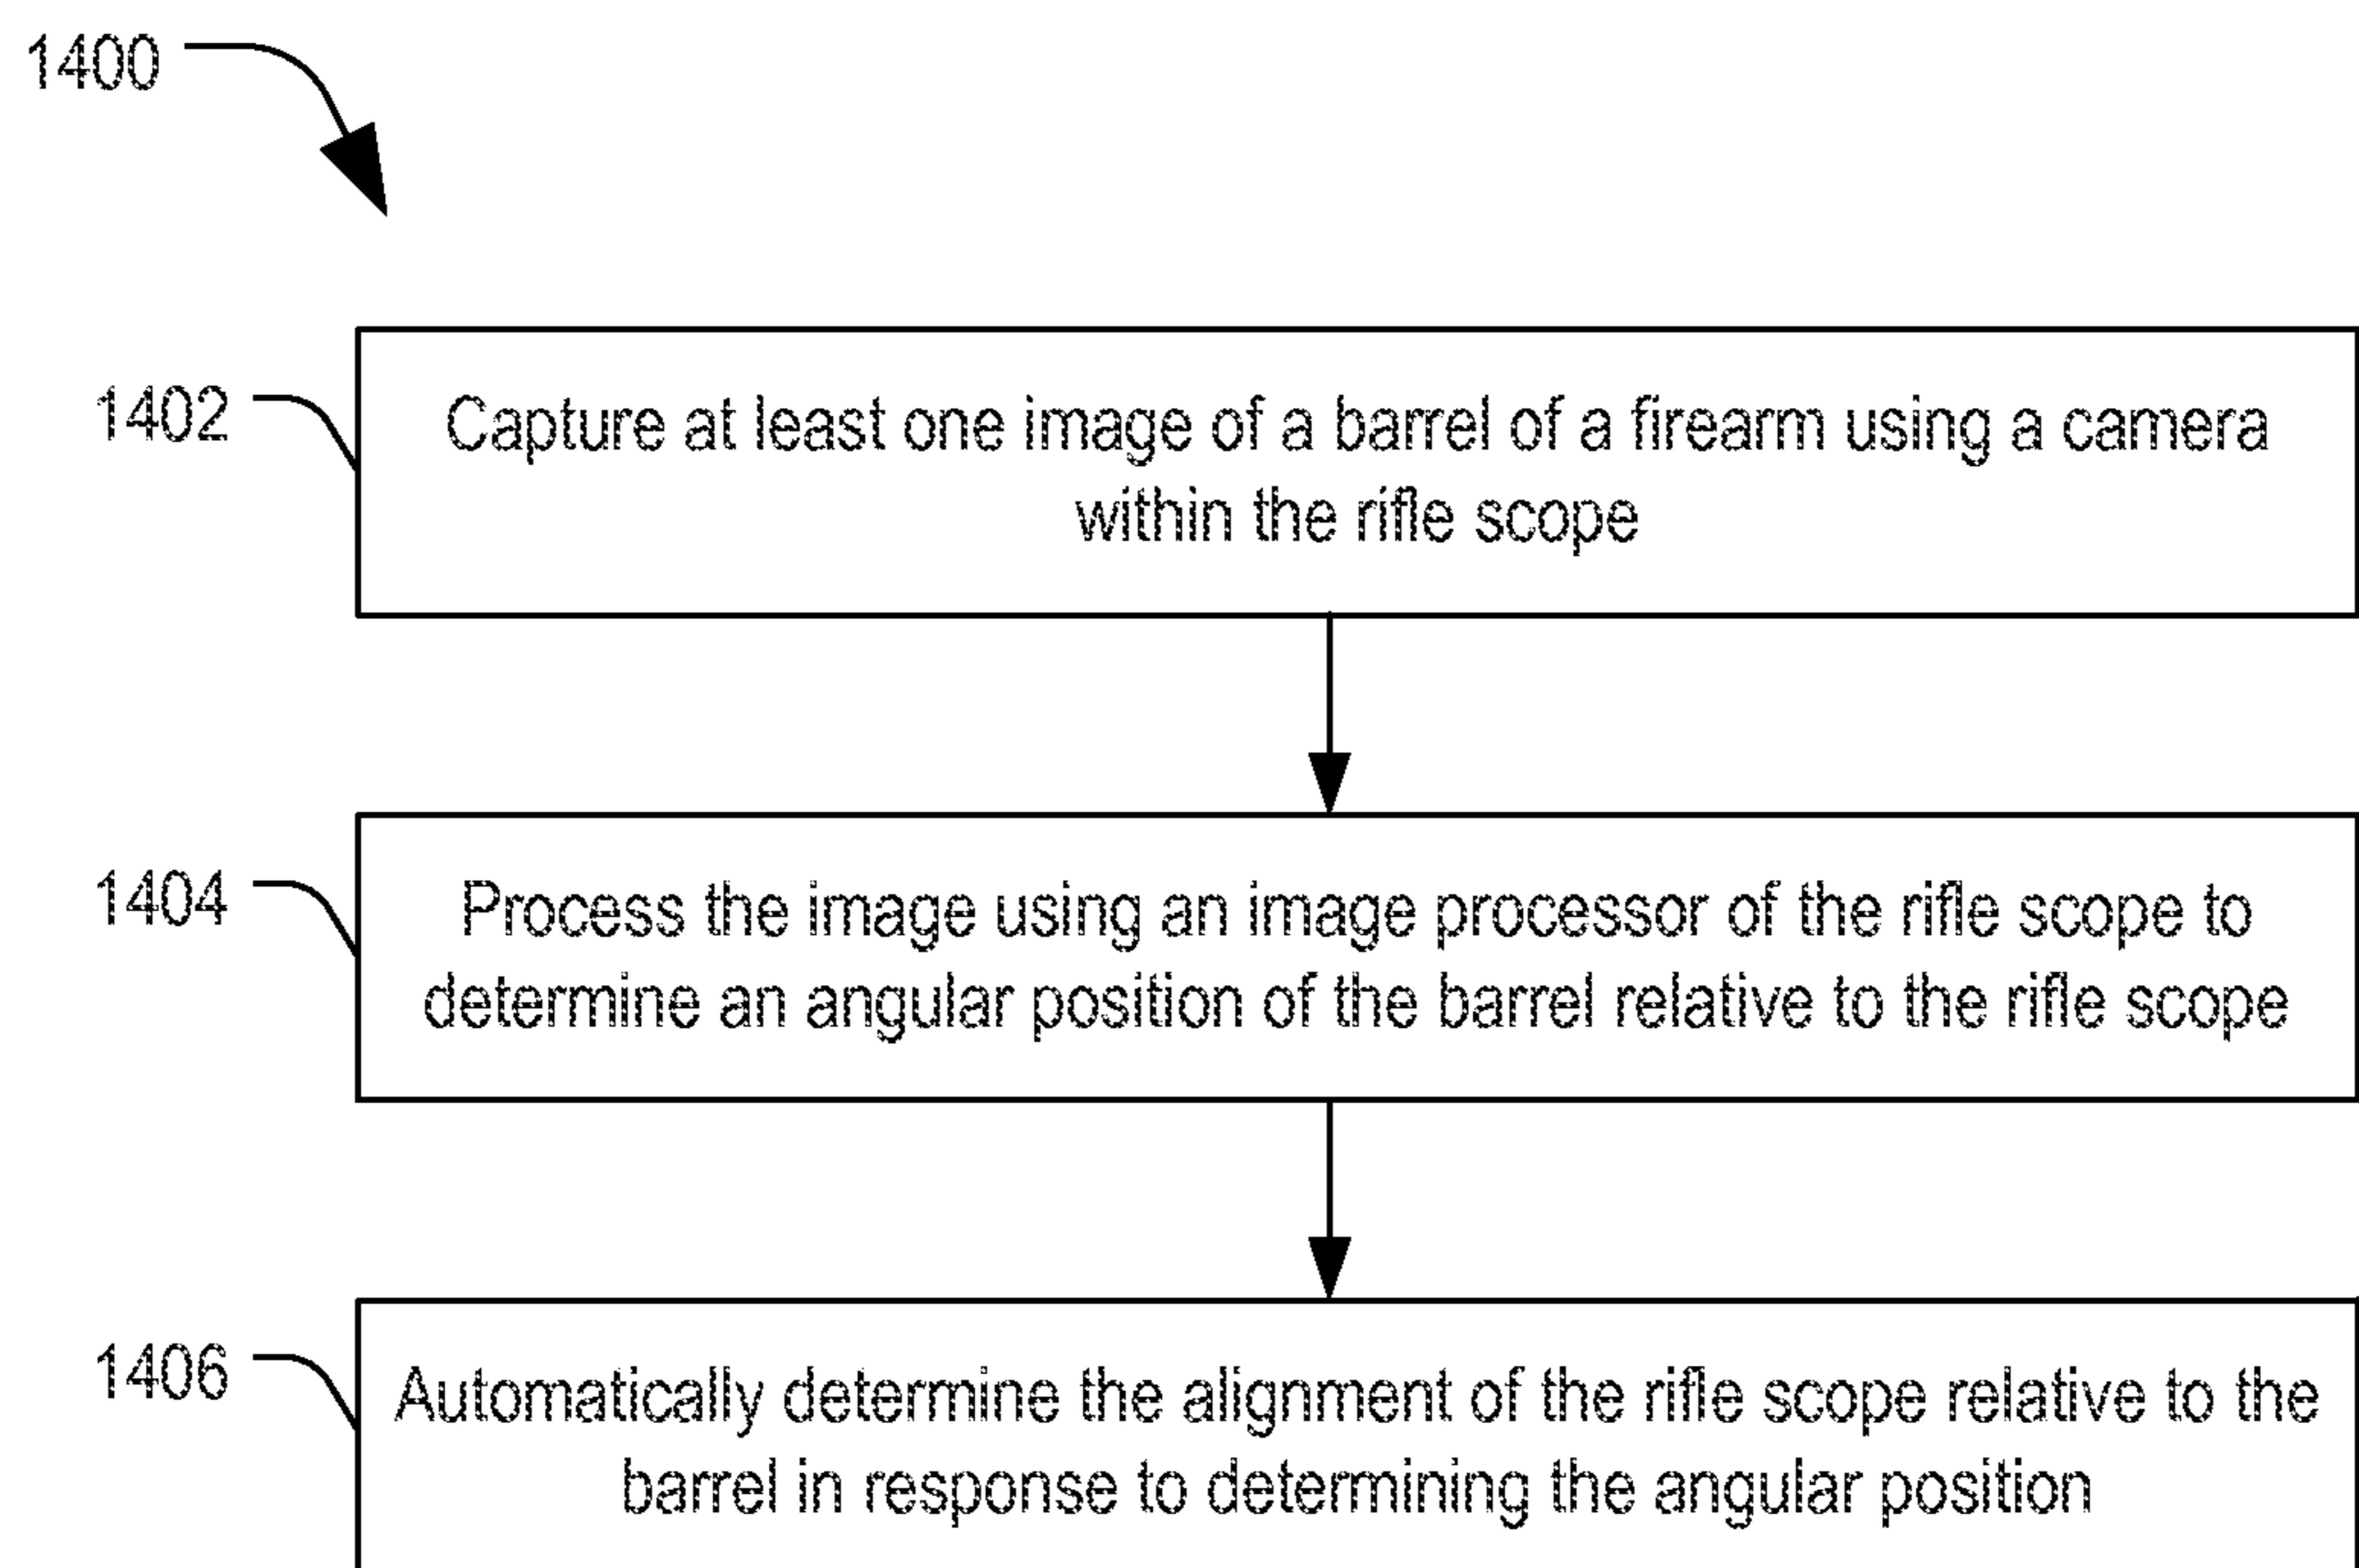 1400
1402
Capture at least one image of a barrel of a firearm using a camera
within the rifle scope
1404
Process the image using an image processor of the rifle scope to
determine an angular position of the barrel relative to the rifle scope
1406
Automatically determine the alignment of the rifle scope relative to the
barrel in response to determining the angular position